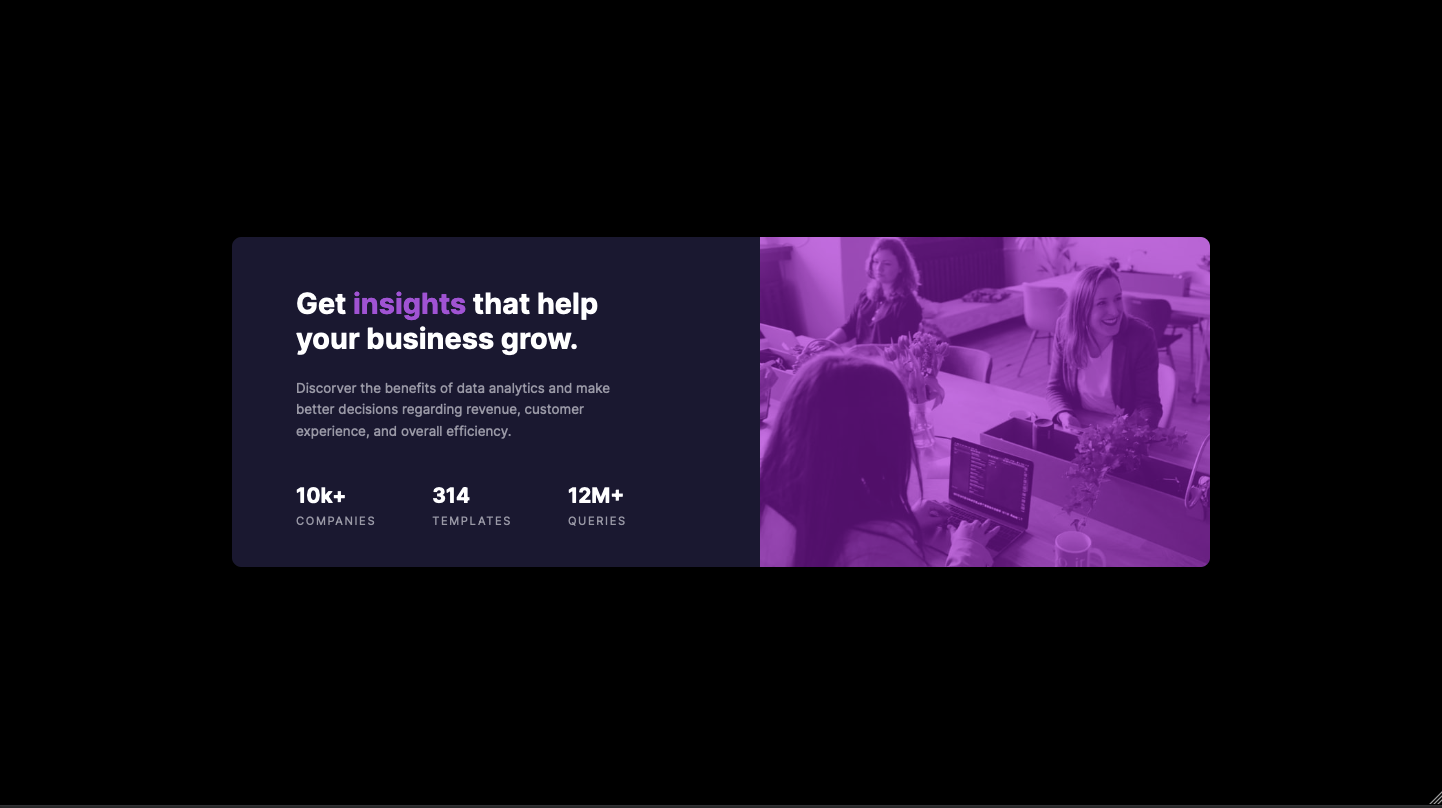 Get insights that help
your business grow.
Discorver the benefits of data analytics and make
better decisions regarding revenue, customer
experience, and overall efficiency.
10k+ 314 12M+
COMPANIES TEMPLATES QUERIES